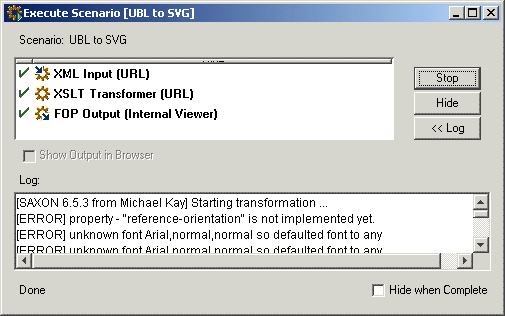 Execute Scenario [UBL to SVG]
Scenario: UBL to SVG
XML Input (URL)
XSLT Transformer (URL)
FOP Output (Internal Viewer)
Stop
Hide
<< Log
Show Output in Browser
Log:
[SAXON 6.5.3 from Michael Kay] Starting transformation ...
[ERROR] property - "reference-orientation" is not implemented yet.
[ERROR] unknown font Arial,normal,normal so defaulted font to any
[ERROR] unknown font Arial,normal,normal so defaulted font to any
Done
Hide when Complete